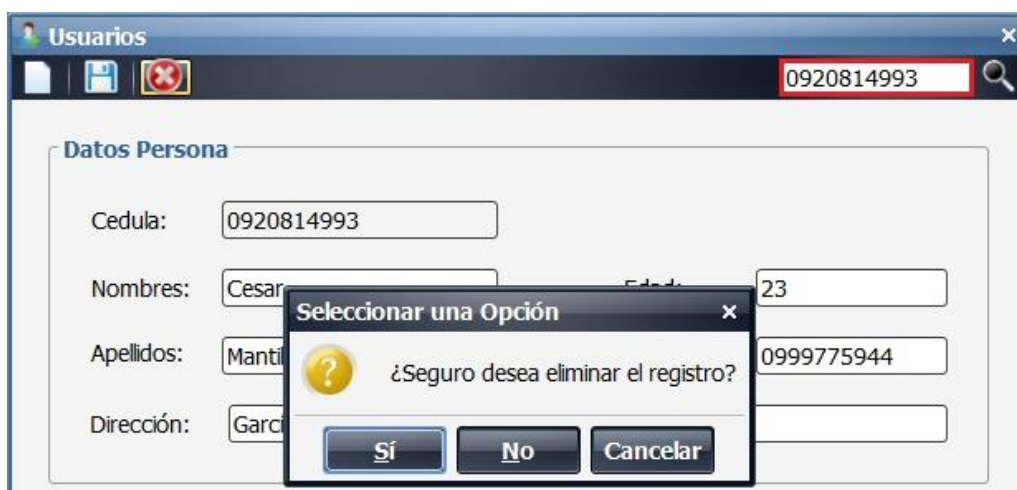 Usuarios
0920814993
Datos Persona
Cedula: 0920814993
Nombres: Cesar Edad: 23
Seleccionar una Opción
Apellidos: 0999775944
¿Seguro desea eliminar el registro?
Dirección:
Sí No Cancelar